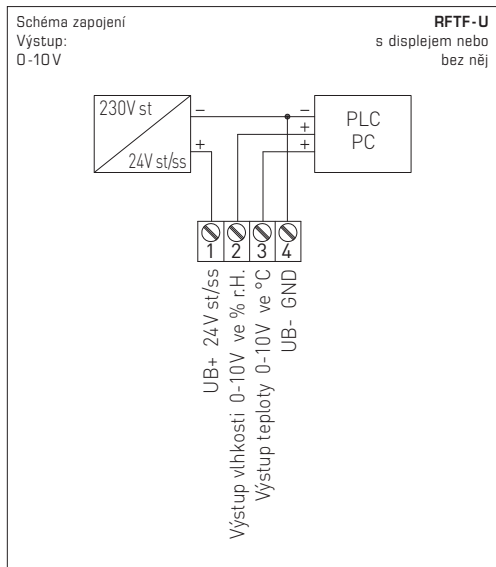 Schéma zapojení
Výstup:
0-10V
RFTF-U
s displejem nebo
bez něj
230V st
24V st/ss
–
+
–
+
+
PLC
PC
1 2 3 4
UB+ 24V st/ss
Výstup vlhkosti 0-10V ve % r.H.
Výstup teploty 0-10V ve °C
UB- GND